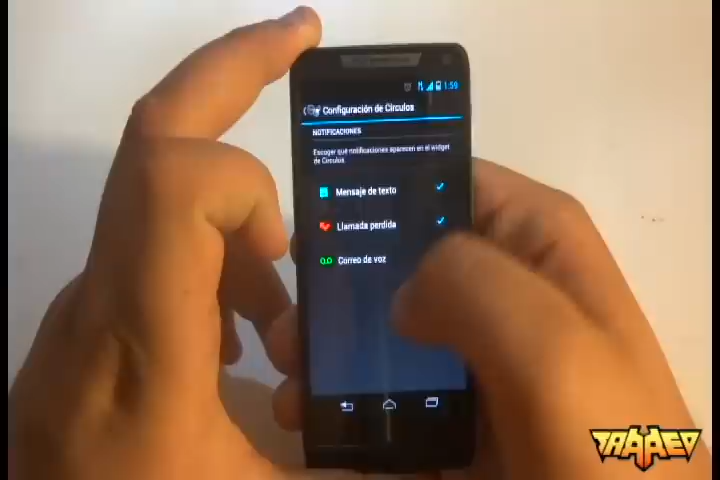 1:59
Configuración de Círculos
NOTIFICACIONES
Escoger qué notificaciones aparecen en el widget
de Círculos.
Mensaje de texto
Llamada perdida
Correo de voz